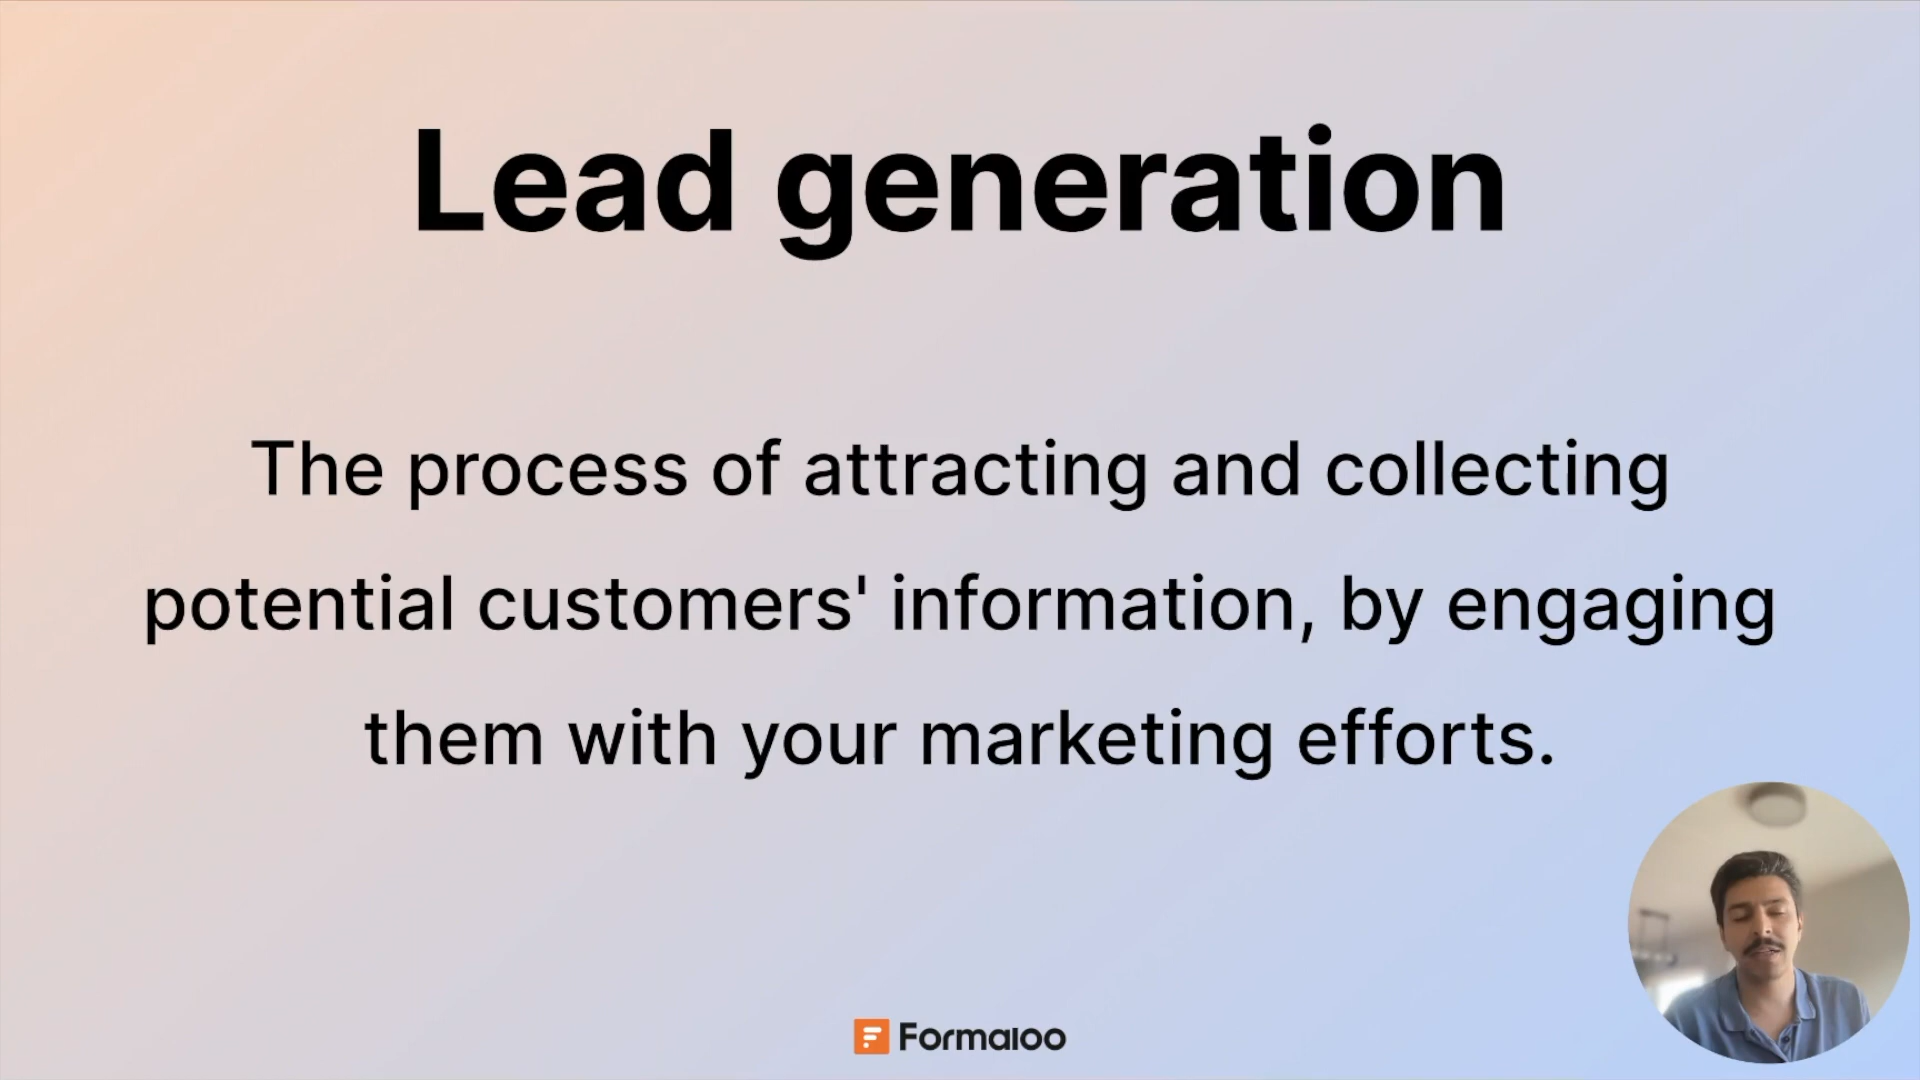 Lead generation
The process of attracting and collecting
potential customers' information, by engaging
them with your marketing efforts.
Formaloo